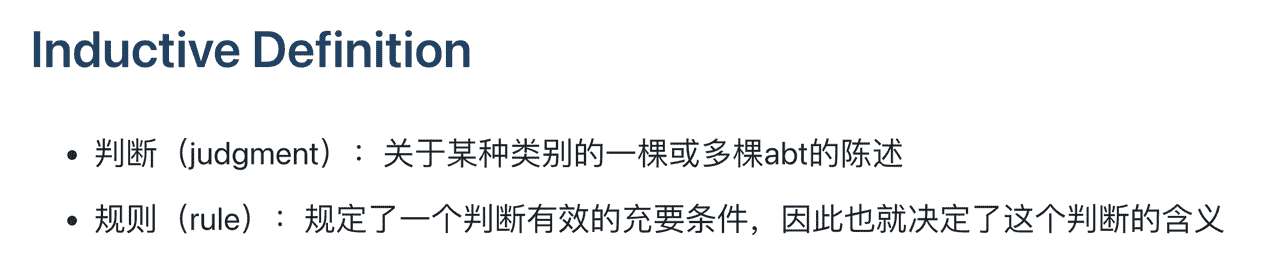 Inductive Definition
• 判断（judgment）：关于某种类别的一棵或多棵abt的陈述
• 规则（rule）：规定了一个判断有效的充要条件，因此也就决定了这个判断的含义